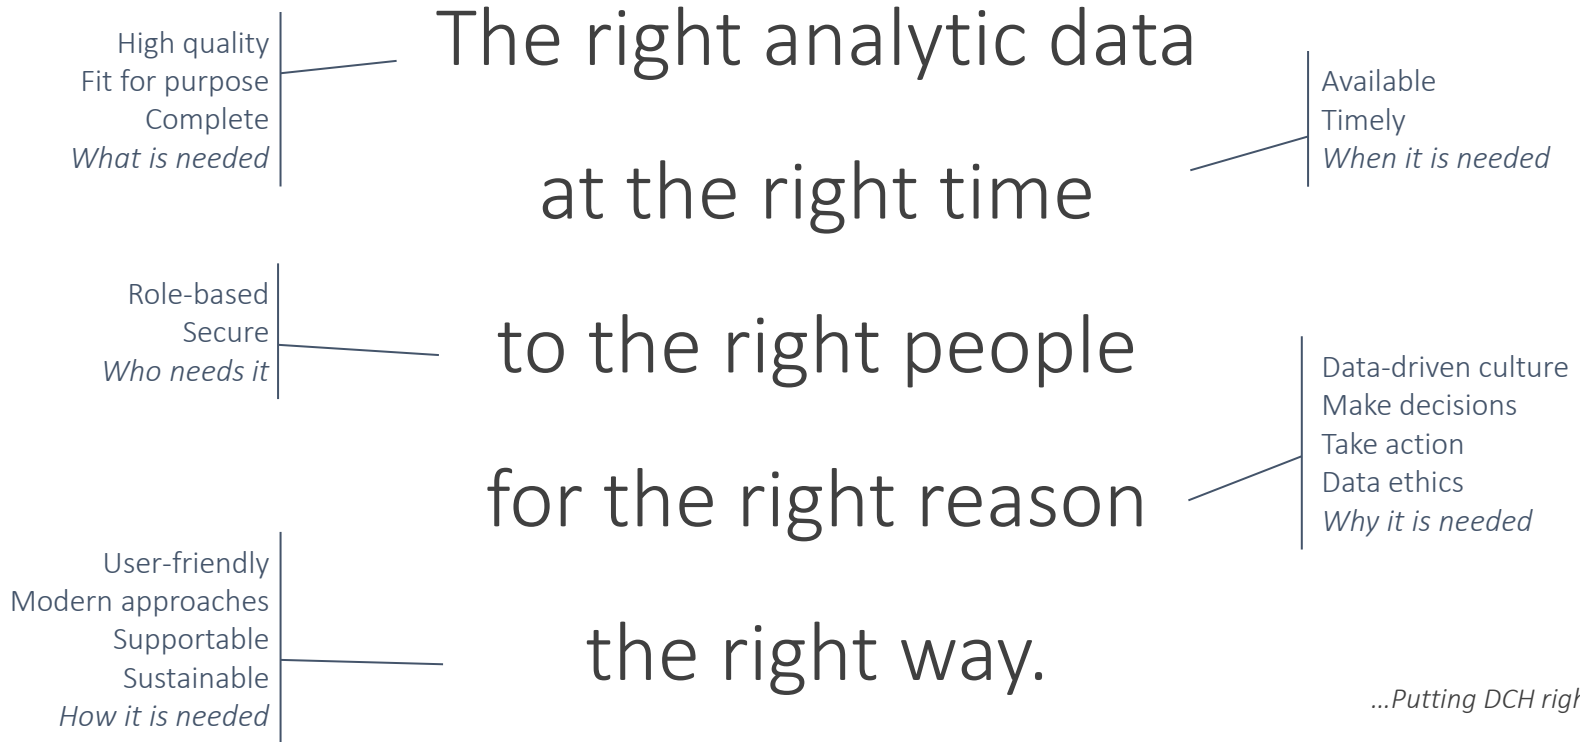 The right analytic data
High quality
Fit for purpose
Complete
What is needed
at the right time
Available
Timely
When it is needed
to the right people
Role-based
Secure
Who needs it
for the right reason
Data-driven culture
Make decisions
Take action
Data ethics
Why it is needed
the right way.
User-friendly
Modern approaches
Supportable
Sustainable
How it is needed
...Putting DCH